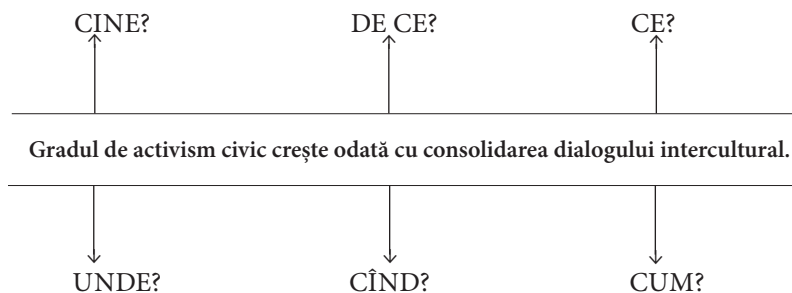 CINE? DE CE? CE?
Gradul de activism civic crește odată cu consolidarea dialogului intercultural.
UNDE? CÎND? CUM?